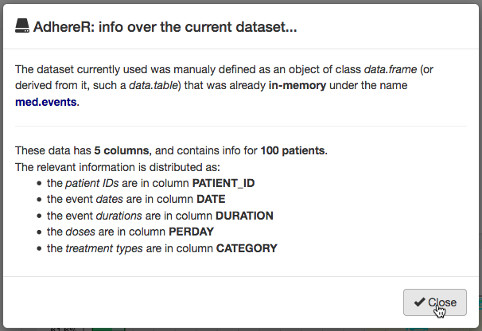 AdhereR: info over the current dataset...
The dataset currently used was manualy defined as an object of class data.frame (or
derived from it, such a data.table) that was already in-memory under the name
med.events.
These data has 5 columns, and contains info for 100 patients.
The relevant information is distributed as:
• the patient IDs are in column PATIENT_ID
• the event dates are in column DATE
• the event durations are in column DURATION
• the doses are in column PERDAY
• the treatment types are in column CATEGORY
Close